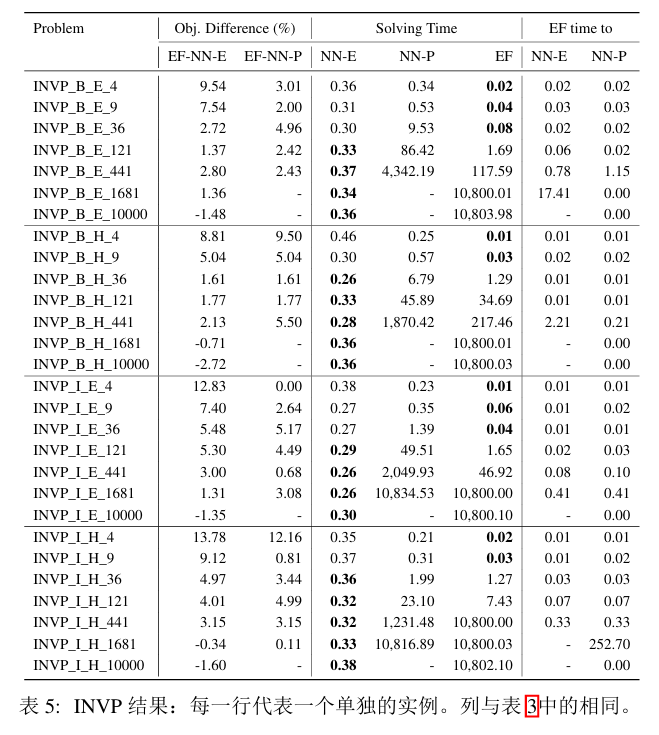 Problem Obj. Difference (%) Solving Time EF time to
EF-NN-E EF-NN-P NN-E NN-P EF NN-E NN-P
INVP_B_E_4 9.54 3.01 0.36 0.34 0.02 0.02 0.02
INVP_B_E_9 7.54 2.00 0.31 0.53 0.04 0.03 0.03
INVP_B_E_36 2.72 4.96 0.30 9.53 0.08 0.02 0.02
INVP_B_E_121 1.37 2.42 0.33 86.42 1.69 0.06 0.02
INVP_B_E_441 2.80 2.43 0.37 4,342.19 117.59 0.78 1.15
INVP_B_E_1681 1.36 - 0.34 - 10,800.01 17.41 0.00
INVP_B_E_10000 -1.48 - 0.36 - 10,803.98 - 0.00
INVP_B_H_4 8.81 9.50 0.46 0.25 0.01 0.01 0.01
INVP_B_H_9 5.04 5.04 0.30 0.57 0.03 0.01 0.01
INVP_B_H_36 1.61 1.61 0.26 6.79 1.29 0.01 0.01
INVP_B_H_121 1.77 1.77 0.33 45.89 34.69 0.01 0.01
INVP_B_H_441 2.13 5.50 0.28 1,870.42 217.46 2.21 0.21
INVP_B_H_1681 -0.71 - 0.36 - 10,800.01 - 0.00
INVP_B_H_10000 -2.72 - 0.36 - 10,800.03 - 0.00
INVP_I_E_4 12.83 0.00 0.38 0.23 0.01 0.01 0.01
INVP_I_E_9 7.40 2.64 0.27 0.35 0.06 0.01 0.02
INVP_I_E_36 5.48 5.17 0.27 1.39 0.04 0.01 0.01
INVP_I_E_121 5.30 4.49 0.29 49.51 1.65 0.02 0.03
INVP_I_E_441 3.00 0.68 0.26 2,049.93 46.92 0.08 0.10
INVP_I_E_1681 1.31 3.08 0.26 10,834.53 10,800.00 0.41 0.41
INVP_I_E_10000 -1.35 - 0.30 - 10,800.10 - 0.00
INVP_I_H_4 13.78 12.16 0.35 0.21 0.02 0.01 0.01
INVP_I_H_9 9.12 0.81 0.37 0.31 0.03 0.01 0.02
INVP_I_H_36 4.97 3.44 0.36 1.99 1.27 0.03 0.03
INVP_I_H_121 4.01 4.99 0.32 23.10 7.43 0.07 0.07
INVP_I_H_441 3.15 3.15 0.32 1,231.48 10,800.00 0.33 0.33
INVP_I_H_1681 -0.34 0.11 0.33 10,816.89 10,800.03 - 252.70
INVP_I_H_10000 -1.60 - 0.38 - 10,802.10 - 0.00
表 5: INVP 结果：每一行代表一个单独的实例。列与表 3中的相同。